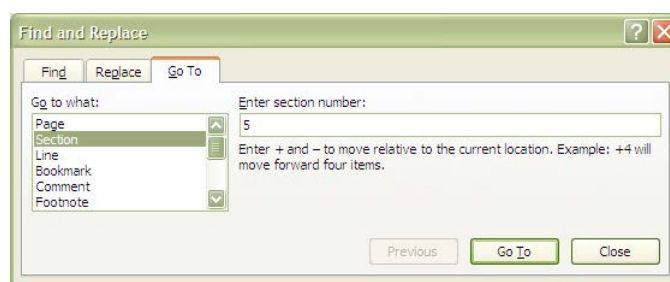 Find and Replace
Find
Replace
Go To
Go to what:
Page
Section
Line
Bookmark
Comment
Footnote
Enter section number:
5
Enter + and – to move relative to the current location. Example: +4 will
move forward four items.
Previous
Go To
Close